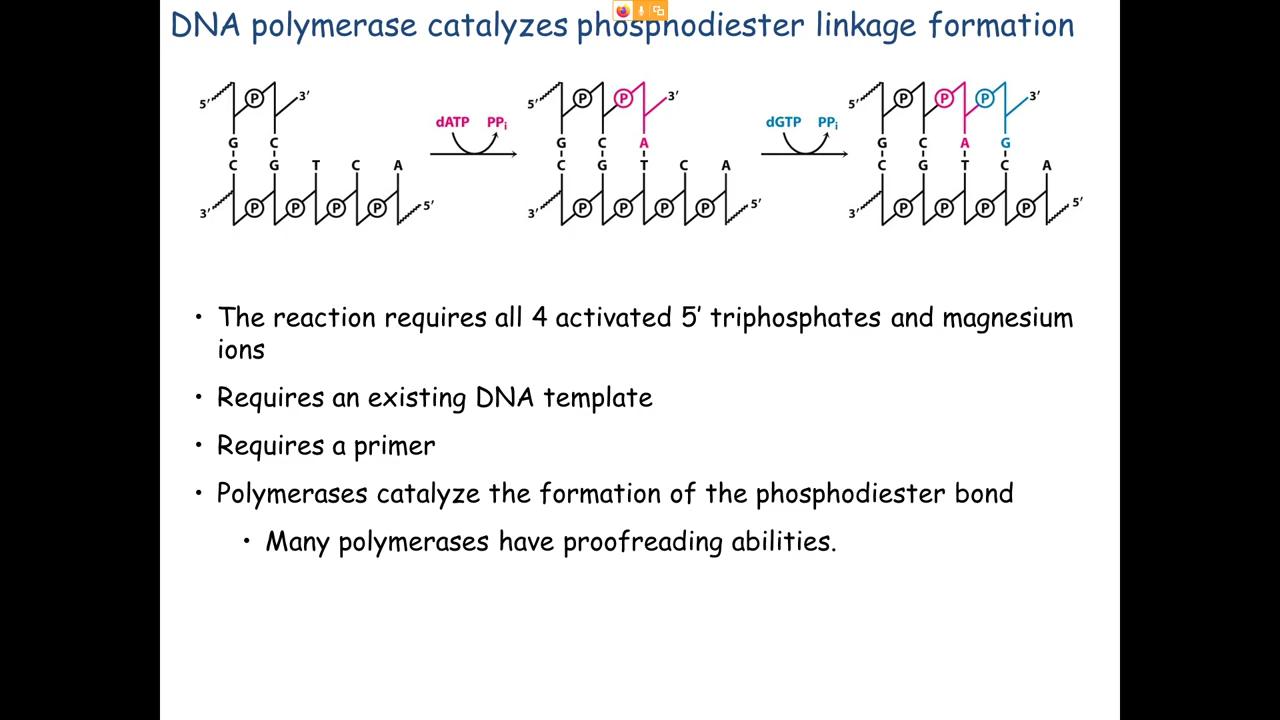 DNA polymerase catalyzes phosphodiester linkage formation
5′ P 3′ 5′ P P 3′ 5′ P P P 3′
dATP PPi dGTP PPi
G C G C A G C A G
C G T C A C G T C A C G T C A
3′ P P P P 5′ 3′ P P P P 5′ 3′ P P P P 5′
• The reaction requires all 4 activated 5′ triphosphates and magnesium
ions
• Requires an existing DNA template
• Requires a primer
• Polymerases catalyze the formation of the phosphodiester bond
• Many polymerases have proofreading abilities.